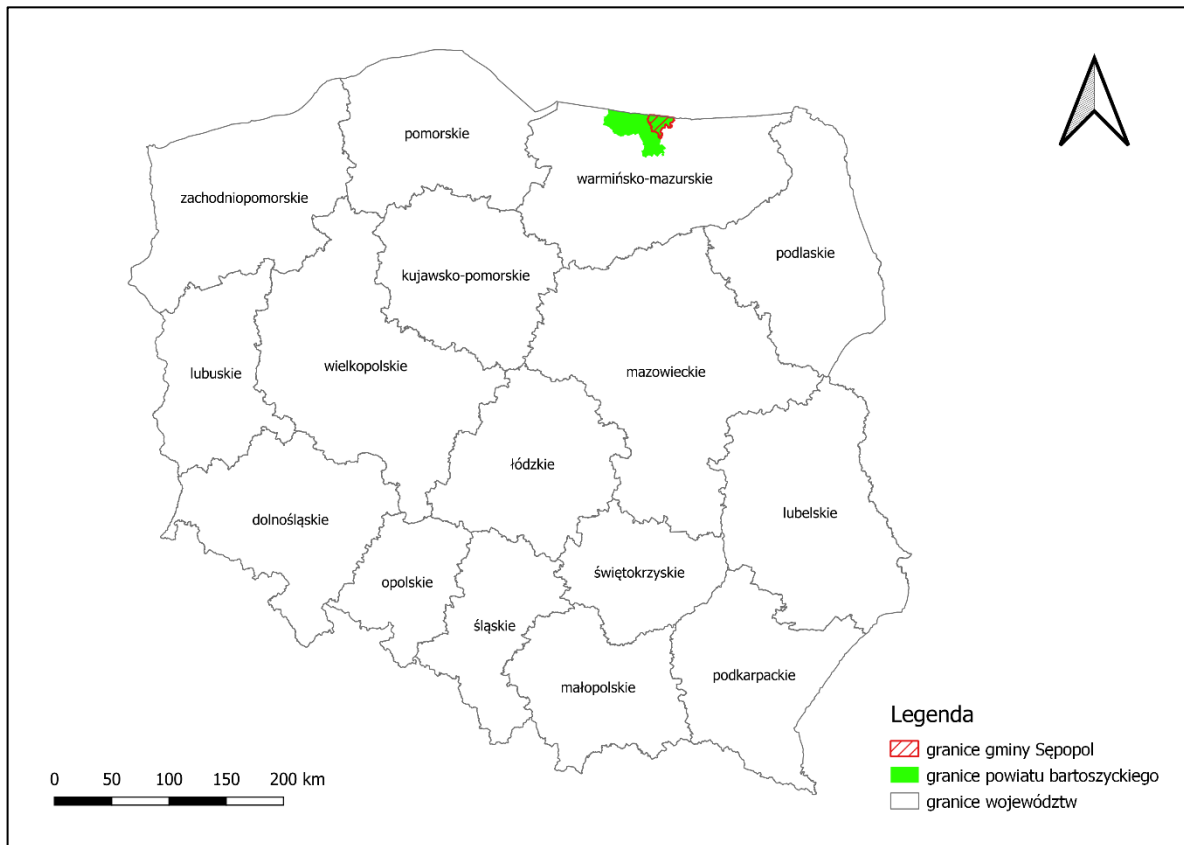 pomorskie
warmińsko-mazurskie
zachodniopomorskie
podlaskie
kujawsko-pomorskie
lubuskie
wielkopolskie
mazowieckie
łódzkie
dolnośląskie
lubelskie
opolskie
świętokrzyskie
śląskie
małopolskie
podkarpackie
Legenda
granice gminy Sępopol
granice powiatu bartoszyckiego
granice województw
0 50 100 150 200 km